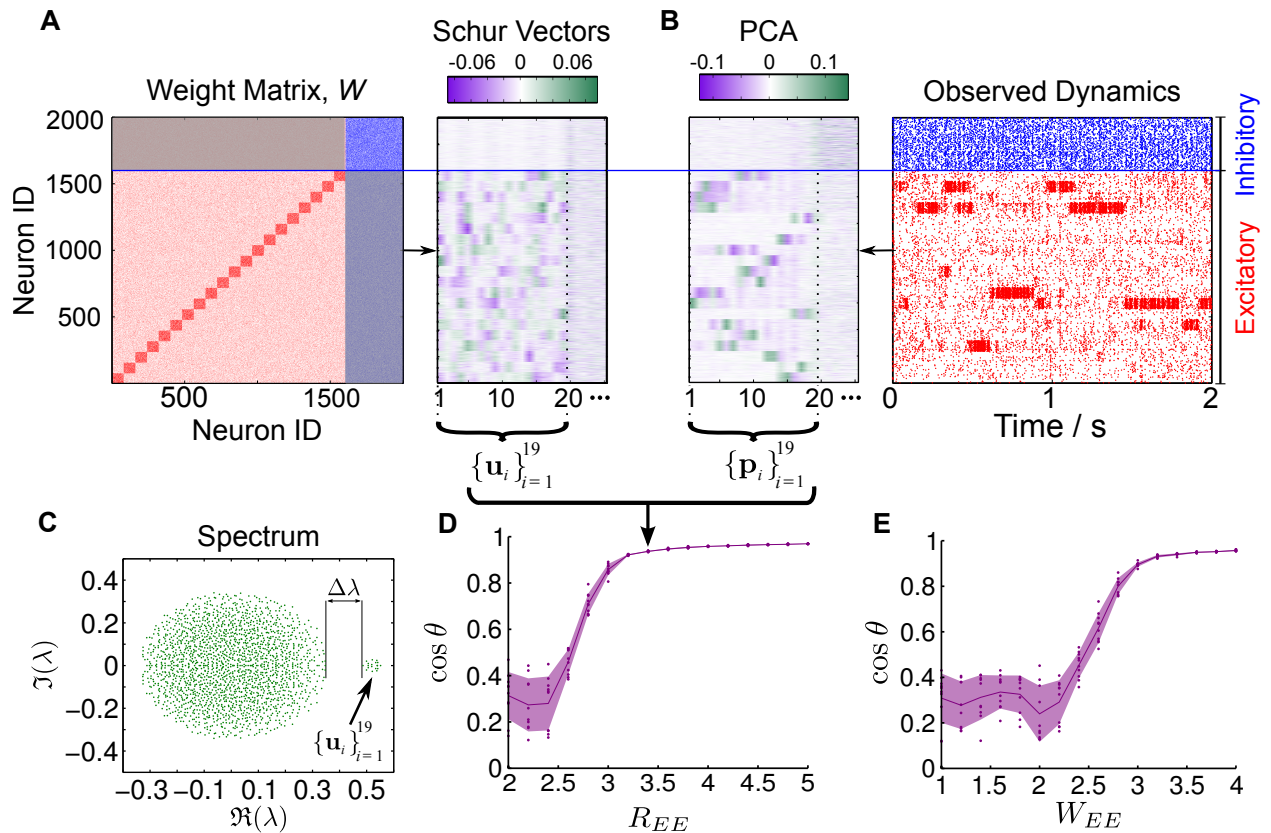 A
Schur Vectors
-0.06 0 0.06
B
PCA
-0.1 0 0.1
Weight Matrix, W
Observed Dynamics
Neuron ID
2000
1500
1000
500
500 1500
Neuron ID
1 10 20 •••
{u_i}_{i=1}^{19}
1 10 20 •••
{p_i}_{i=1}^{19}
0 1 2
Time / s
Inhibitory
Excitatory
C
Spectrum
ℑ(λ)
0.4
0.2
0
−0.2
−0.4
Δλ
{u_i}_{i=1}^{19}
−0.3 −0.1 0.1 0.3 0.5
ℜ(λ)
D
cos θ
1
0.8
0.6
0.4
0.2
0
2 2.5 3 3.5 4 4.5 5
R_{EE}
E
cos θ
1
0.8
0.6
0.4
0.2
0
1 1.5 2 2.5 3 3.5 4
W_{EE}